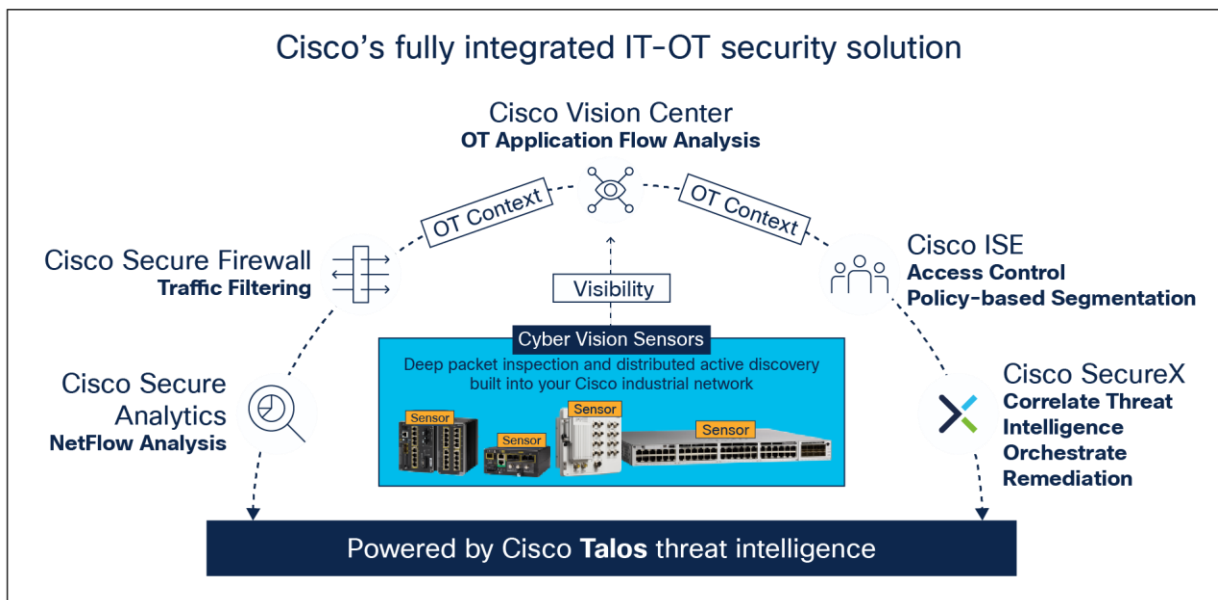 Cisco's fully integrated IT-OT security solution
Cisco Vision Center
OT Application Flow Analysis
OT Context
OT Context
Cisco Secure Firewall
Traffic Filtering
Cisco ISE
Access Control
Policy-based Segmentation
Visibility
Cyber Vision Sensors
Deep packet inspection and distributed active discovery
built into your Cisco industrial network
Sensor
Sensor
Sensor
Sensor
Cisco Secure
Analytics
NetFlow Analysis
Cisco SecureX
Correlate Threat
Intelligence
Orchestrate
Remediation
Powered by Cisco Talos threat intelligence